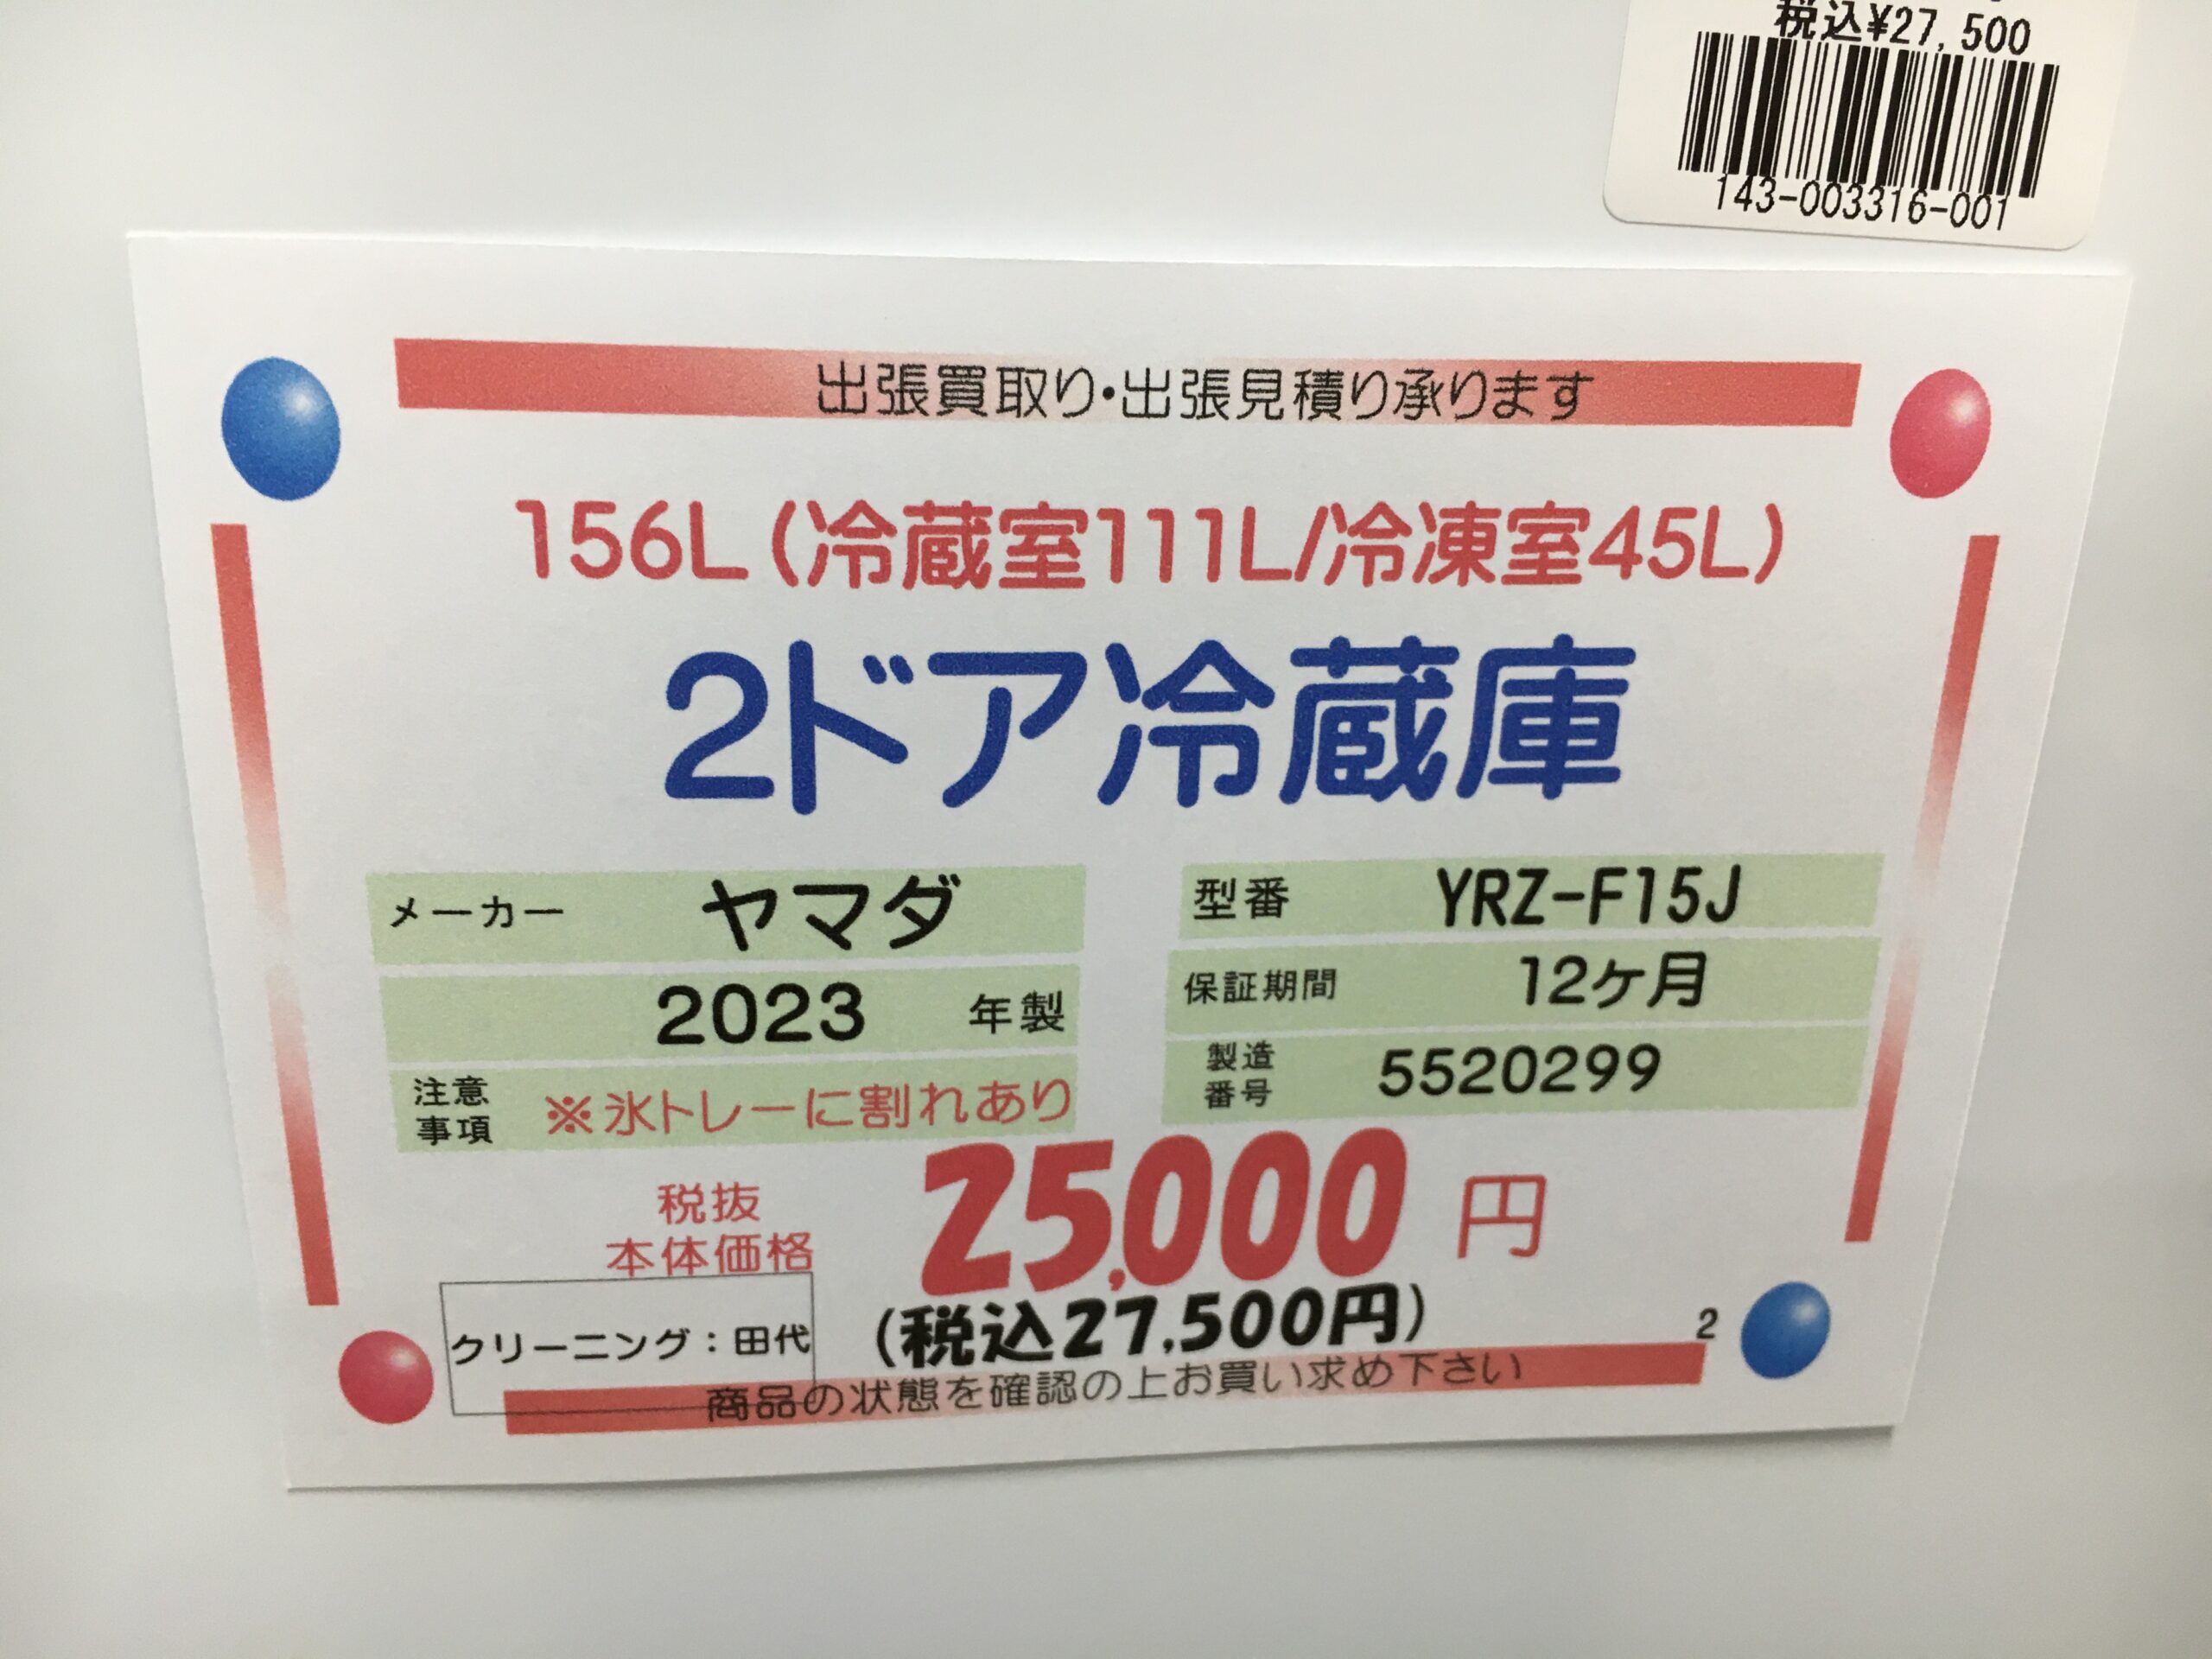 税込¥27,500
143-003316-001
出張買取り・出張見積り承ります
156L(冷蔵室111L/冷凍室45L)
2ドア冷蔵庫
メーカー ヤマダ
型番 YRZ-F15J
2023 年製
保証期間 12ケ月
注意事項 ※氷トレーに割れあり
製造番号 5520299
税抜
本体価格
25,000 円
(税込27,500円)
クリーニング：田代
2
商品の状態を確認の上お買い求め下さい